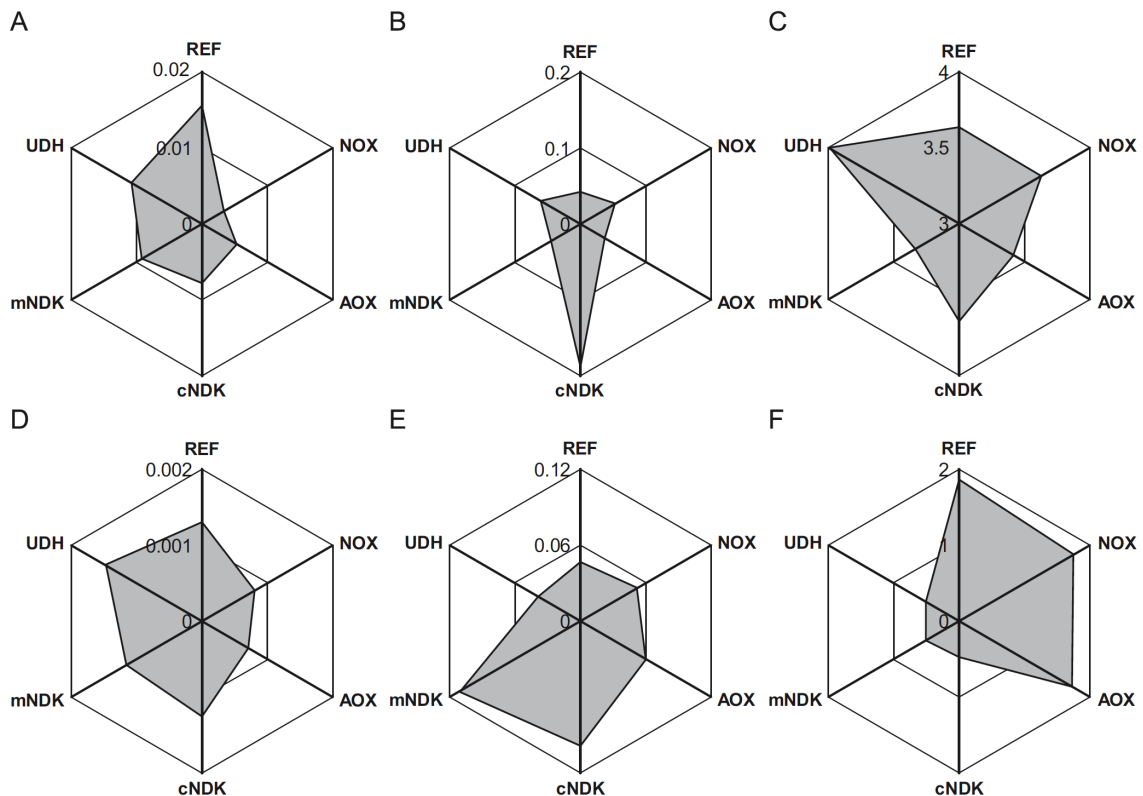 A
REF
0.02
NOX
0.01
0
AOX
cNDK
mNDK
UDH
B
REF
0.2
NOX
0.1
0
AOX
cNDK
mNDK
UDH
C
REF
4
NOX
3.5
3
AOX
cNDK
mNDK
UDH
D
REF
0.002
NOX
0.001
0
AOX
cNDK
mNDK
UDH
E
REF
0.12
NOX
0.06
0
AOX
cNDK
mNDK
UDH
F
REF
2
NOX
1
0
AOX
cNDK
mNDK
UDH